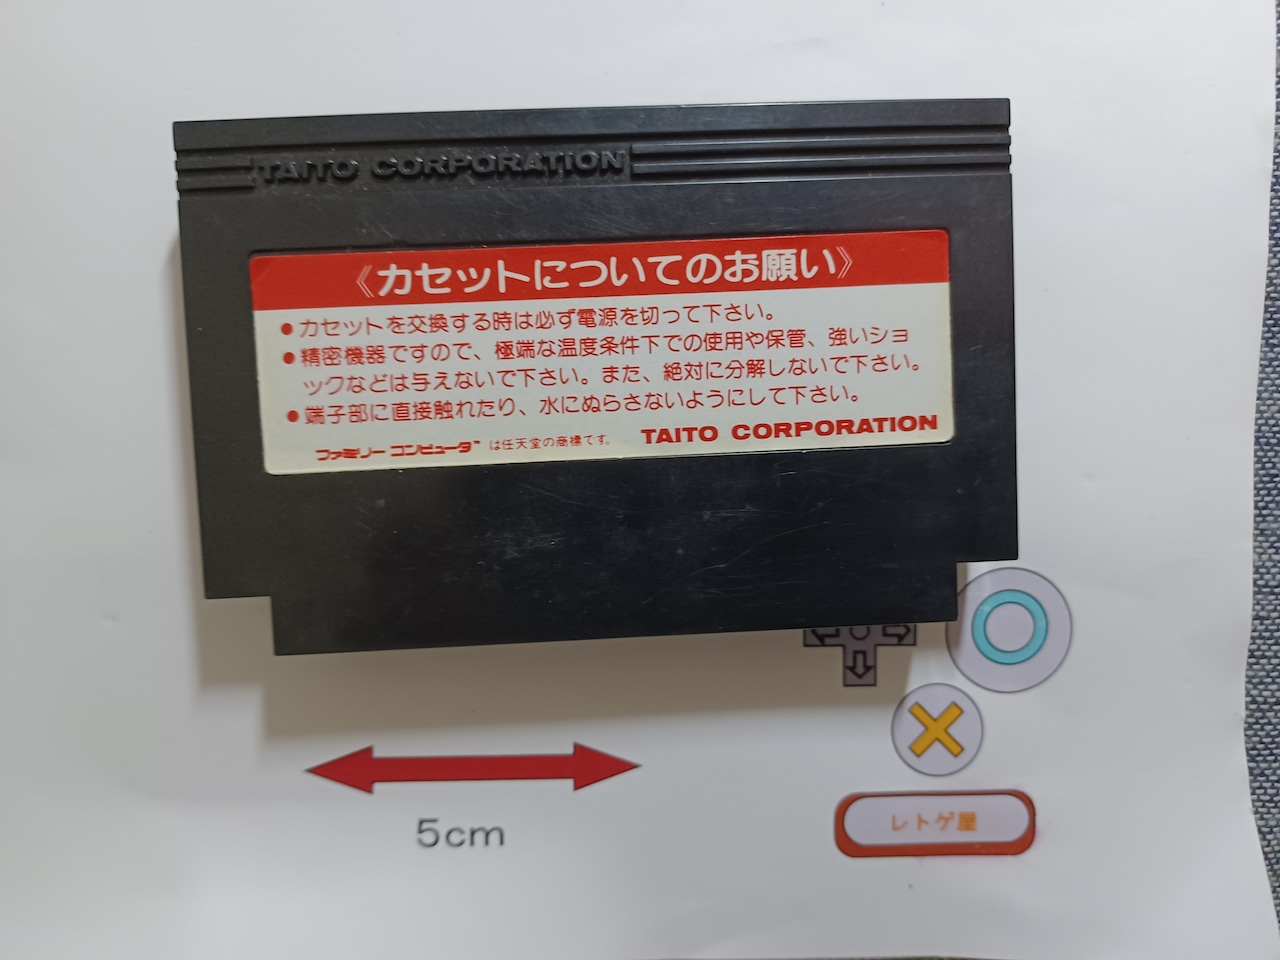 TAITO CORPORATION
《カセットについてのお願い》
●カセットを交換する時は必ず電源を切って下さい。
●精密機器ですので、極端な温度条件下での使用や保管、強いショ
ックなどは与えないで下さい。また、絶対に分解しないで下さい。
●端子部に直接触れたり、水にぬらさないようにして下さい。
ファミリーコンピュータ™は任天堂の商標です。 TAITO CORPORATION
5cm
レトゲ屋